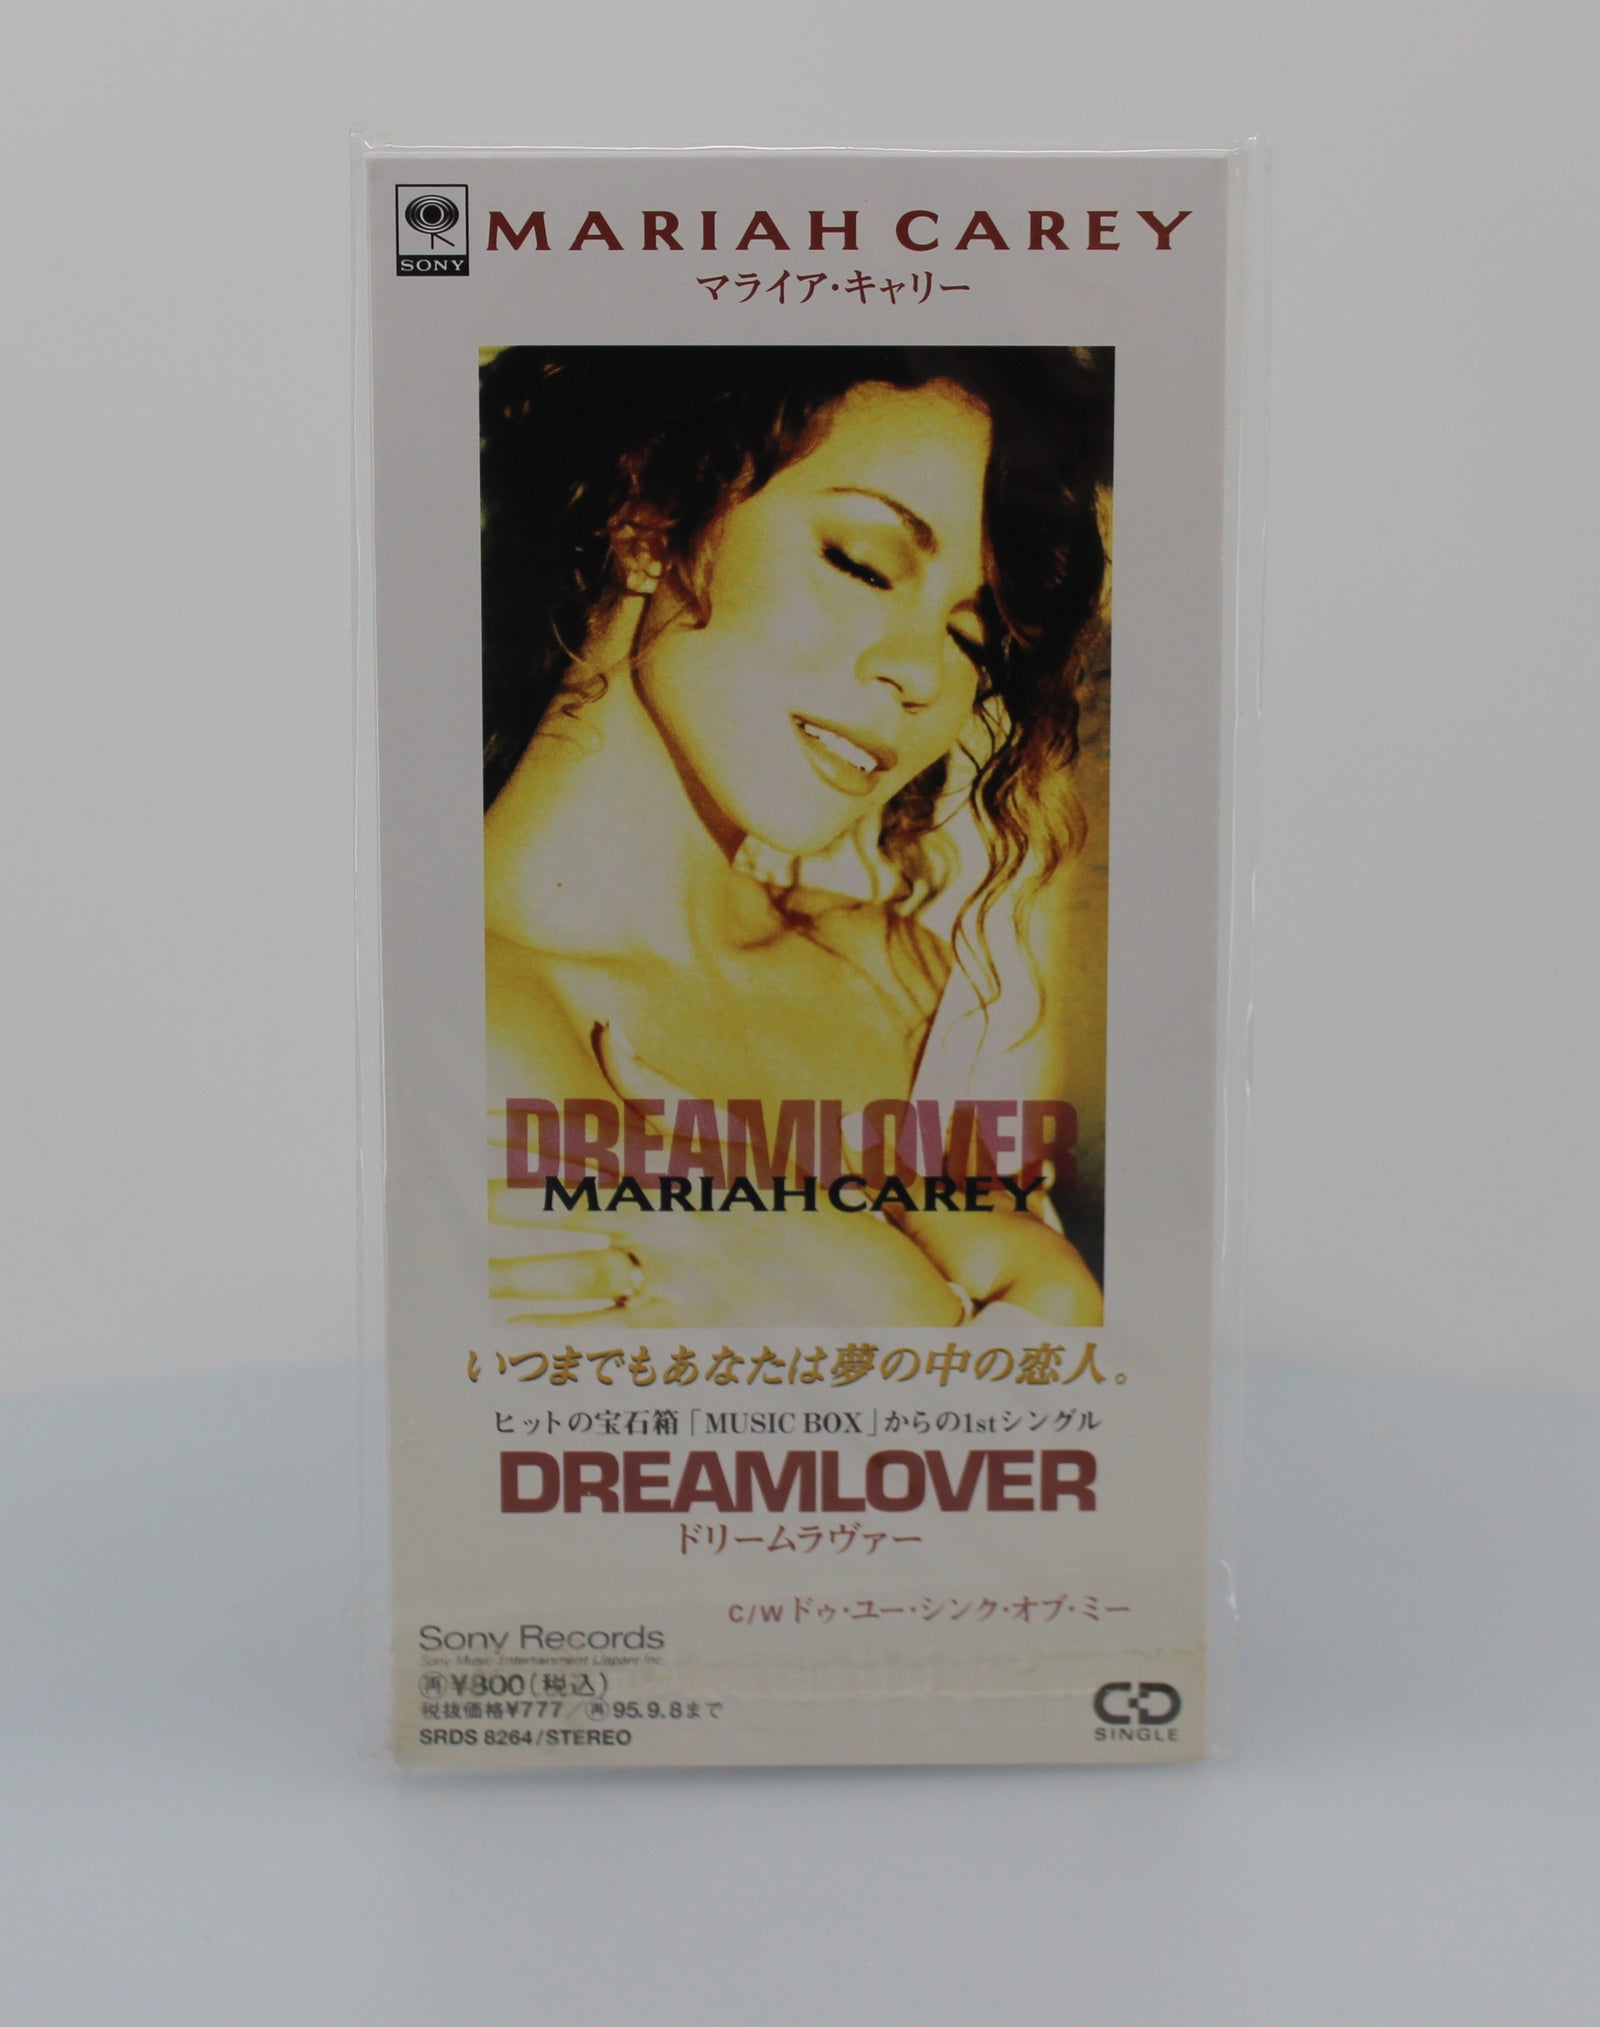 SONY
MARIAH CAREY
マライア・キャリー
DREAMLOVER
MARIAH CAREY
いつまでもあなたは夢の中の恋人。
ヒットの宝石箱「MUSIC BOX」からの1stシングル
DREAMLOVER
ドリームラヴァー
C/W ドゥ・ユー・シンク・オブ・ミー
Sony Records
Sony Music Entertainment (Japan) Inc.
再¥800(税込)
税抜価格¥777/再95.9.8まで
SRDS 8264/STEREO
CD
SINGLE